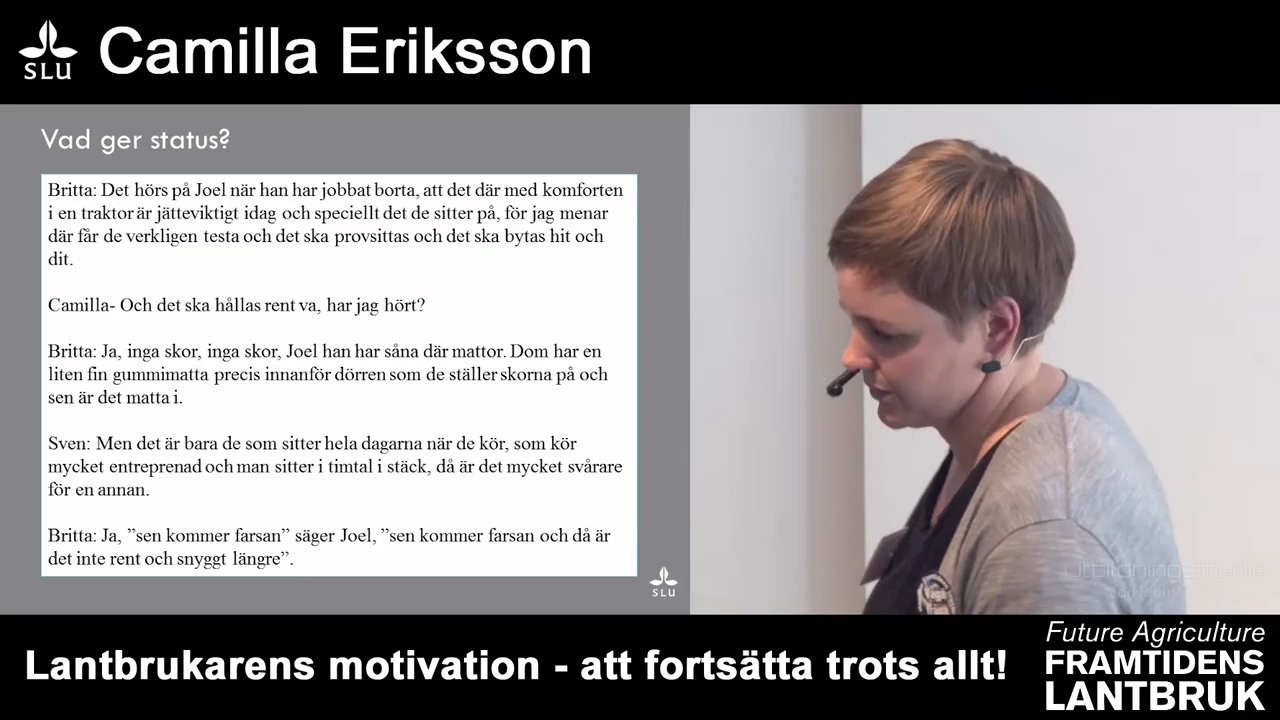 SLU
Camilla Eriksson
Vad ger status?
Britta: Det hörs på Joel när han har jobbat borta, att det där med komforten
i en traktor är jätteviktigt idag och speciellt det de sitter på, för jag menar
där får de verkligen testa och det ska provsittas och det ska bytas hit och
dit.
Camilla- Och det ska hållas rent va, har jag hört?
Britta: Ja, inga skor, inga skor, Joel han har såna där mattor. Dom har en
liten fin gummimatta precis innanför dörren som de ställer skorna på och
sen är det matta i.
Sven: Men det är bara de som sitter hela dagarna när de kör, som kör
mycket entreprenad och man sitter i timtal i stäck, då är det mycket svårare
för en annan.
Britta: Ja, ”sen kommer farsan” säger Joel, ”sen kommer farsan och då är
det inte rent och snyggt längre”.
SLU
Utbildningsmedia
copyright
Lantbrukarens motivation - att fortsätta trots allt!
Future Agriculture
FRAMTIDENS
LANTBRUK